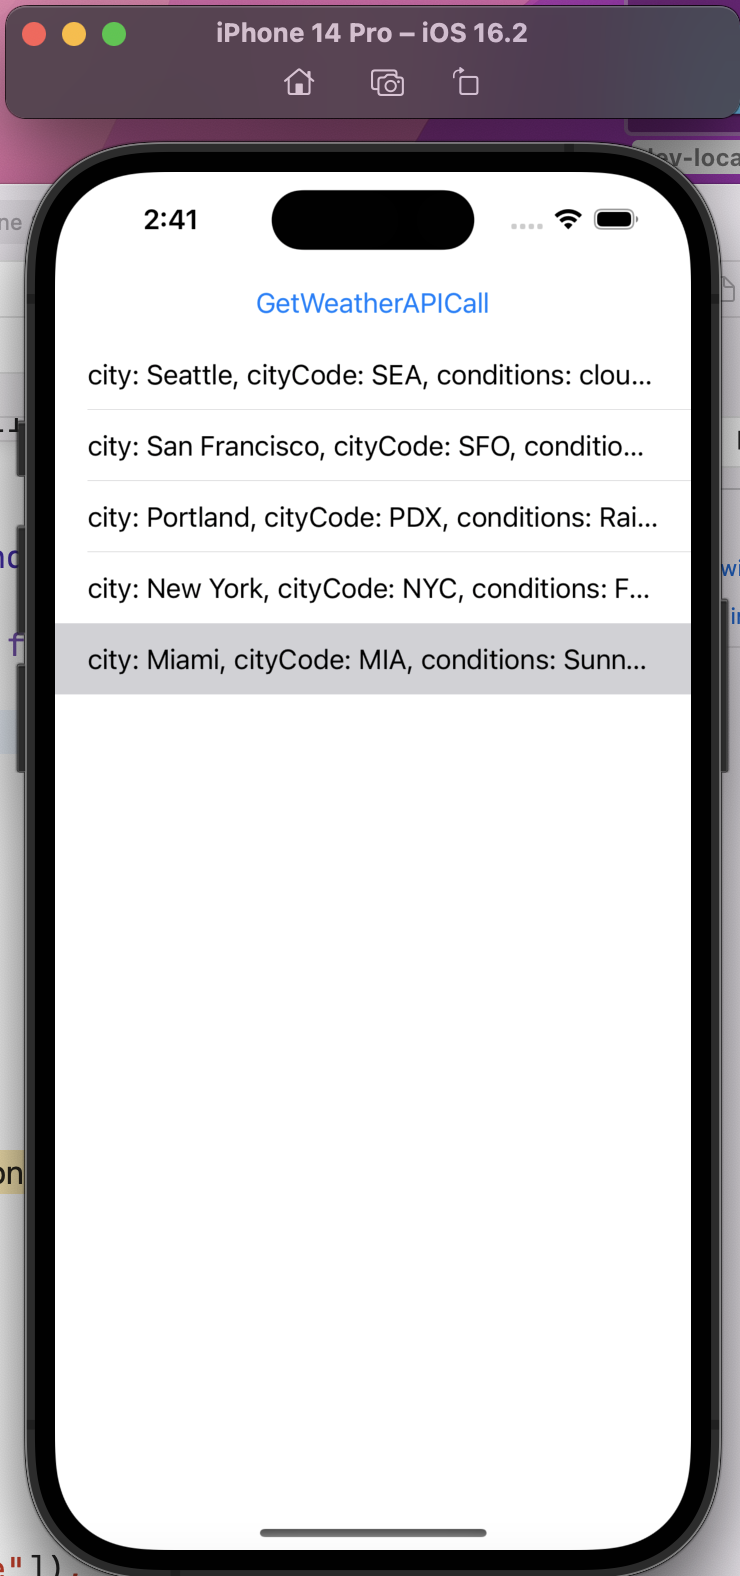 iPhone 14 Pro – iOS 16.2
2:41
GetWeatherAPICall
city: Seattle, cityCode: SEA, conditions: clou...
city: San Francisco, cityCode: SFO, conditio...
city: Portland, cityCode: PDX, conditions: Rai...
city: New York, cityCode: NYC, conditions: F...
city: Miami, cityCode: MIA, conditions: Sunn...